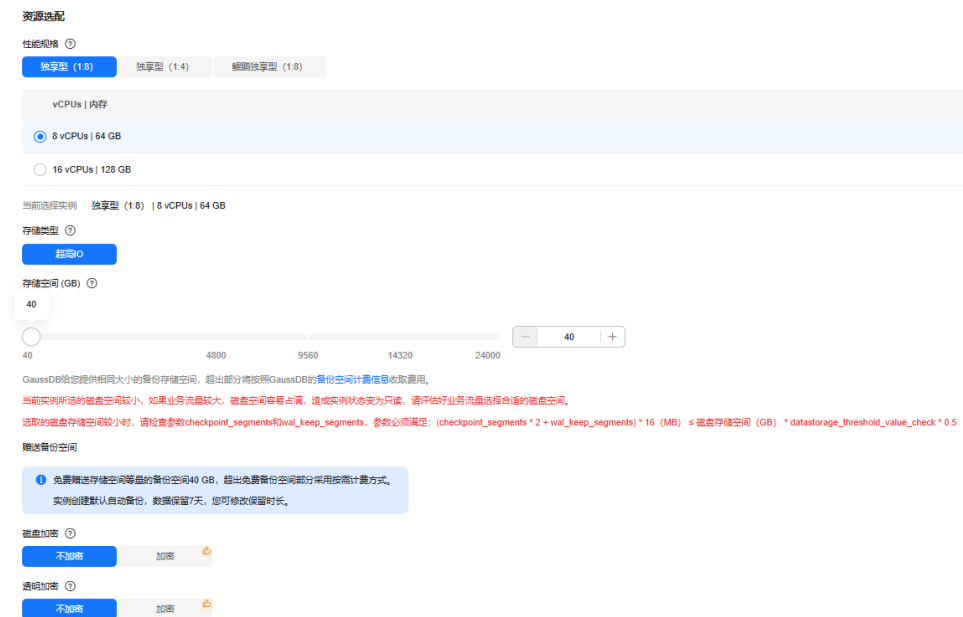 资源选配
性能规格
独享型（1:8） 独享型（1:4） 鲲鹏独享型（1:8）
vCPUs | 内存
8 vCPUs | 64 GB
16 vCPUs | 128 GB
当前选择实例 独享型（1:8） | 8 vCPUs | 64 GB
存储类型
超高IO
存储空间 (GB)
40
40
40 4800 9560 14320 24000
GaussDB给您提供相同大小的备份存储空间，超出部分将按照GaussDB的备份空间计费信息收取费用。
当前实例所选的磁盘空间较小，如果业务流量较大，磁盘空间容易占满，造成实例状态变为只读，请评估好业务流量选择合适的磁盘空间。
选取的磁盘存储空间较小时，请检查参数checkpoint_segments和wal_keep_segments，参数必须满足：(checkpoint_segments * 2 + wal_keep_segments) * 16（MB） ≤ 磁盘存储空间（GB） * datastorage_threshold_value_check * 0.5
赠送备份空间
免费赠送存储空间等量的备份空间40 GB，超出免费备份空间部分采用按需计费方式。
实例创建默认自动备份，数据保留7天，您可修改保留时长。
磁盘加密
不加密 加密
透明加密
不加密 加密